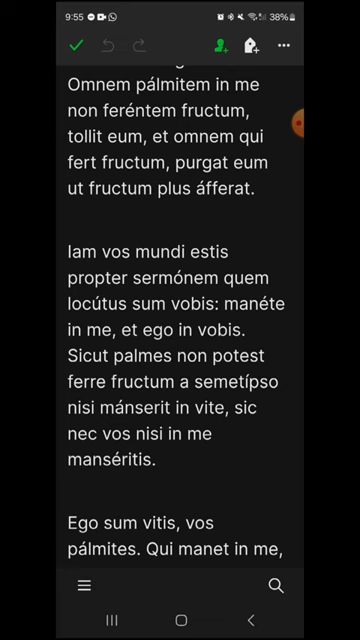 9:55
38%
Omnem pálmitem in me
non feréntem fructum,
tollit eum, et omnem qui
fert fructum, purgat eum
ut fructum plus áfferat.
Iam vos mundi estis
propter sermónem quem
locútus sum vobis: manéte
in me, et ego in vobis.
Sicut palmes non potest
ferre fructum a semetípso
nisi mánserit in vite, sic
nec vos nisi in me
manséritis.
Ego sum vitis, vos
pálmites. Qui manet in me,